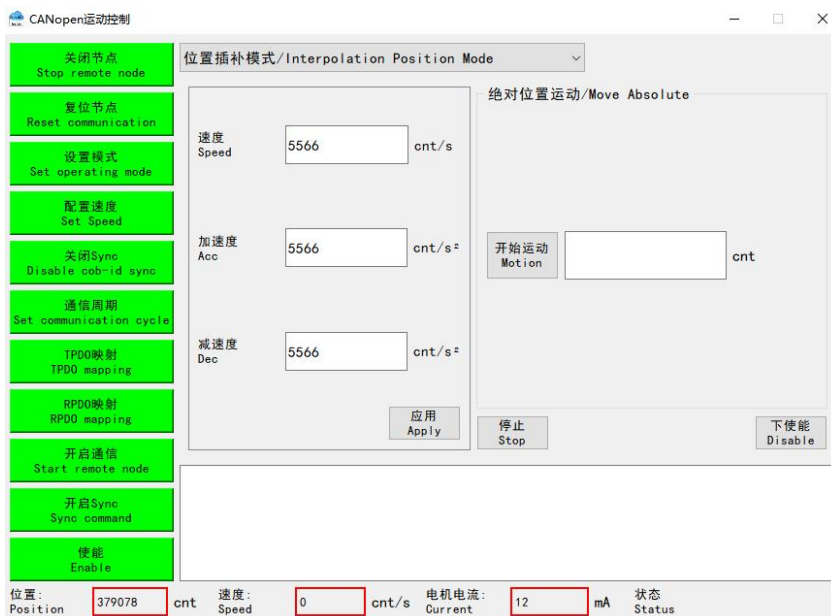 CANopen运动控制
关闭节点
Stop remote node
复位节点
Reset communication
设置模式
Set operating mode
配置速度
Set Speed
关闭Sync
Disable cob-id sync
通信周期
Set communication cycle
TPDO映射
TPDO mapping
RPDO映射
RPDO mapping
开启通信
Start remote node
开启Sync
Sync command
使能
Enable
位置插补模式/Interpolation Position Mode
速度
Speed
5566
cnt/s
加速度
Acc
5566
cnt/s²
减速度
Dec
5566
cnt/s²
应用
Apply
绝对位置运动/Move Absolute
开始运动
Motion
cnt
停止
Stop
下使能
Disable
位置:
Position
379078
cnt
速度:
Speed
0
cnt/s
电机电流:
Current
12
mA
状态
Status